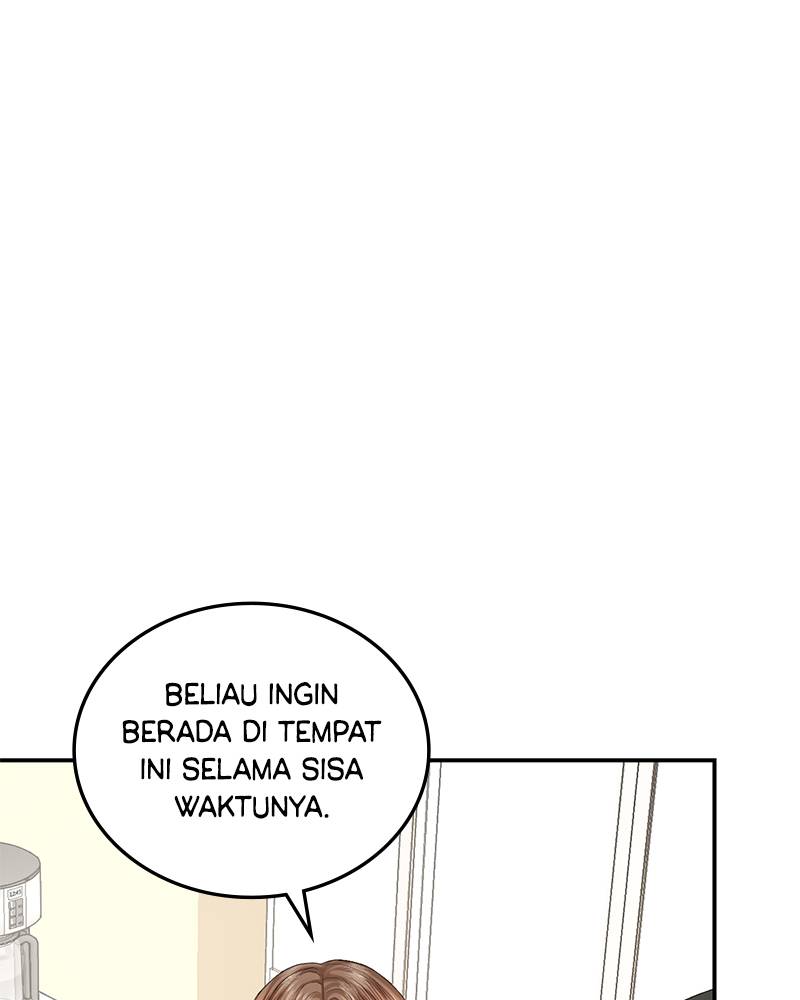 BELIAU INGIN
BERADA DI TEMPAT
INI SELAMA SISA
WAKTUNYA.